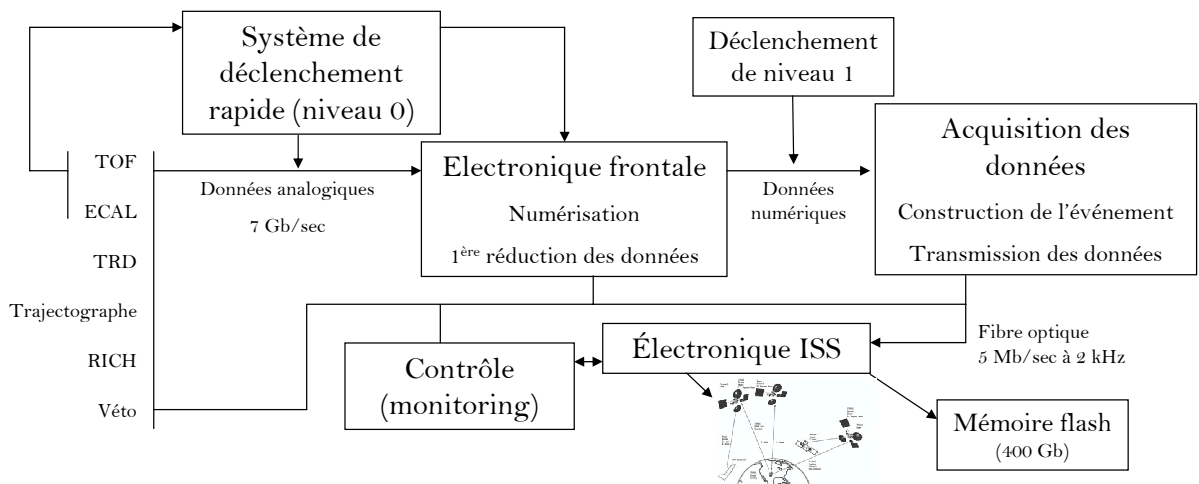 Système de
déclenchement
rapide (niveau 0)
Déclenchement
de niveau 1
TOF
ECAL
TRD
Trajectographe
RICH
Véto
Données analogiques
7 Gb/sec
Electronique frontale
Numérisation
1ère réduction des données
Données
numériques
Acquisition des
données
Construction de l'événement
Transmission des données
Fibre optique
5 Mb/sec à 2 kHz
Contrôle
(monitoring)
Électronique ISS
Mémoire flash
(400 Gb)